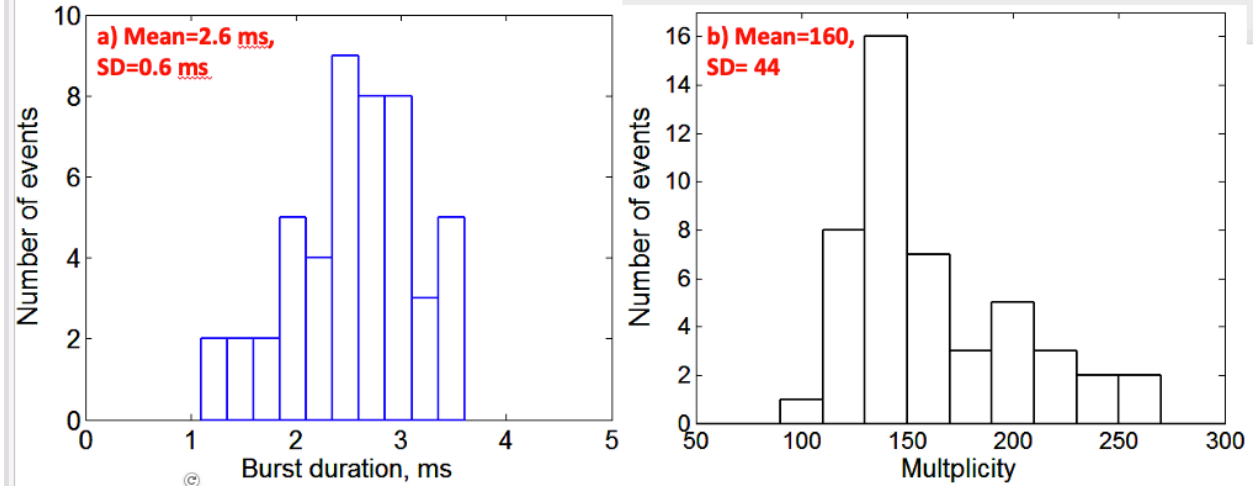 a) Mean=2.6 ms,
SD=0.6 ms
Number of events
10
8
6
4
2
0
0 1 2 3 4 5
Burst duration, ms
b) Mean=160,
SD= 44
Number of events
16
14
12
10
8
6
4
2
0
50 100 150 200 250 300
Multplicity